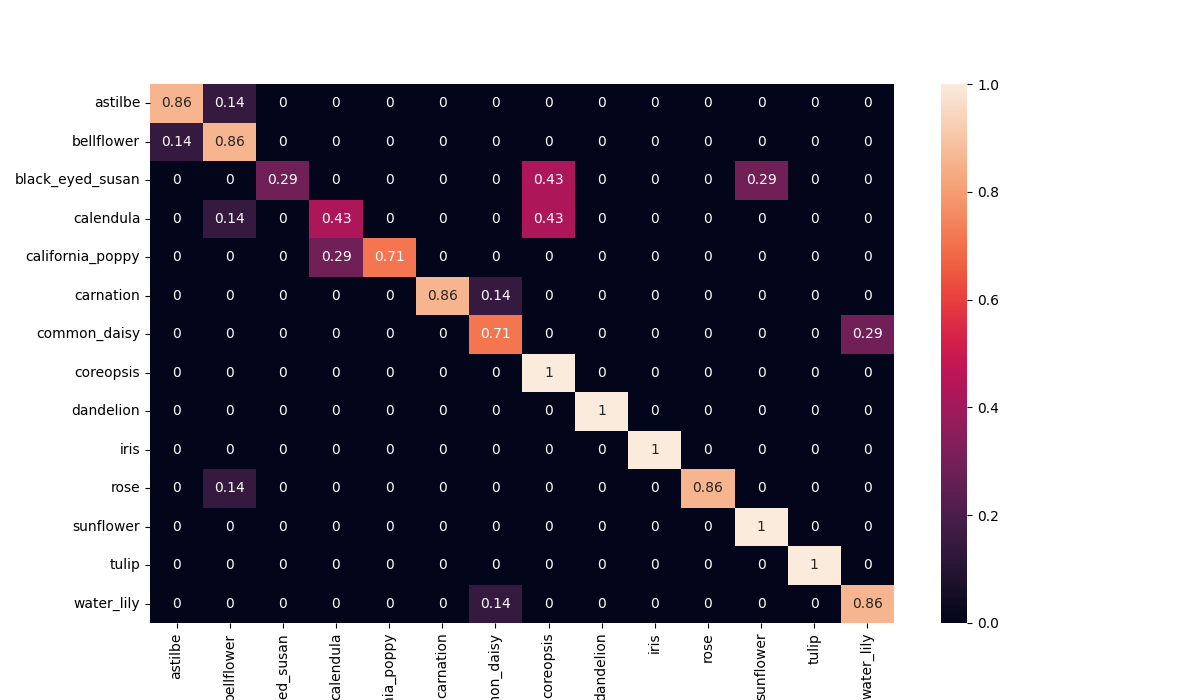 astilbe 0.86 0.14 0 0 0 0 0 0 0 0 0 0 0 0
bellflower 0.14 0.86 0 0 0 0 0 0 0 0 0 0 0 0
black_eyed_susan 0 0 0.29 0 0 0 0 0.43 0 0 0 0.29 0 0
calendula 0 0.14 0 0.43 0 0 0 0.43 0 0 0 0 0 0
california_poppy 0 0 0 0.29 0.71 0 0 0 0 0 0 0 0 0
carnation 0 0 0 0 0 0.86 0.14 0 0 0 0 0 0 0
common_daisy 0 0 0 0 0 0 0.71 0 0 0 0 0 0 0.29
coreopsis 0 0 0 0 0 0 0 1 0 0 0 0 0 0
dandelion 0 0 0 0 0 0 0 0 1 0 0 0 0 0
iris 0 0 0 0 0 0 0 0 0 1 0 0 0 0
rose 0 0.14 0 0 0 0 0 0 0 0 0.86 0 0 0
sunflower 0 0 0 0 0 0 0 0 0 0 0 1 0 0
tulip 0 0 0 0 0 0 0 0 0 0 0 0 1 0
water_lily 0 0 0 0 0 0 0.14 0 0 0 0 0 0 0.86
astilbe
bellflower
ed_susan
calendula
nia_poppy
carnation
non_daisy
coreopsis
dandelion
iris
rose
sunflower
tulip
water_lily
1.0
0.8
0.6
0.4
0.2
0.0